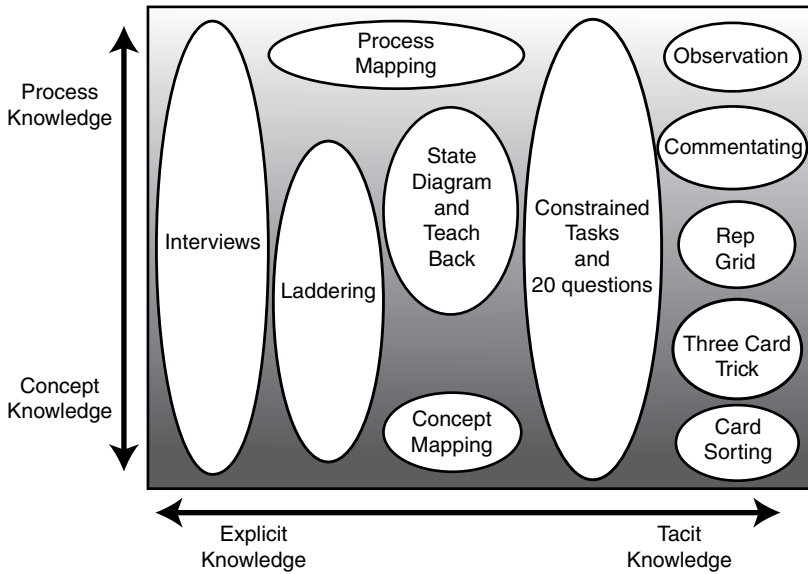 Process
Knowledge
Concept
Knowledge
Interviews
Process
Mapping
Laddering
State
Diagram
and
Teach
Back
Concept
Mapping
Constrained
Tasks
and
20 questions
Observation
Commentating
Rep
Grid
Three Card
Trick
Card
Sorting
Explicit
Knowledge
Tacit
Knowledge